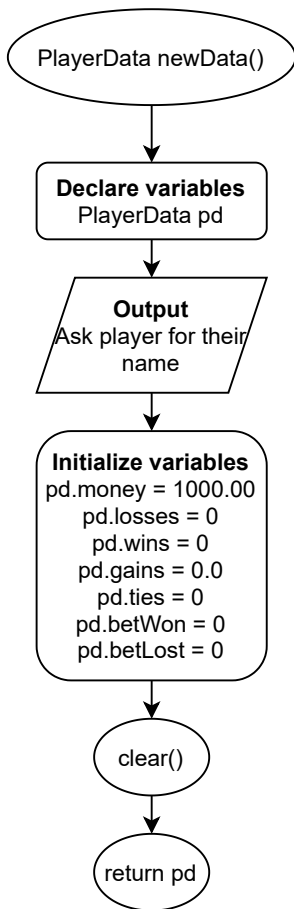 PlayerData newData()
Declare variables
PlayerData pd
Output
Ask player for their
name
Initialize variables
pd.money = 1000.00
pd.losses = 0
pd.wins = 0
pd.gains = 0.0
pd.ties = 0
pd.betWon = 0
pd.betLost = 0
clear()
return pd